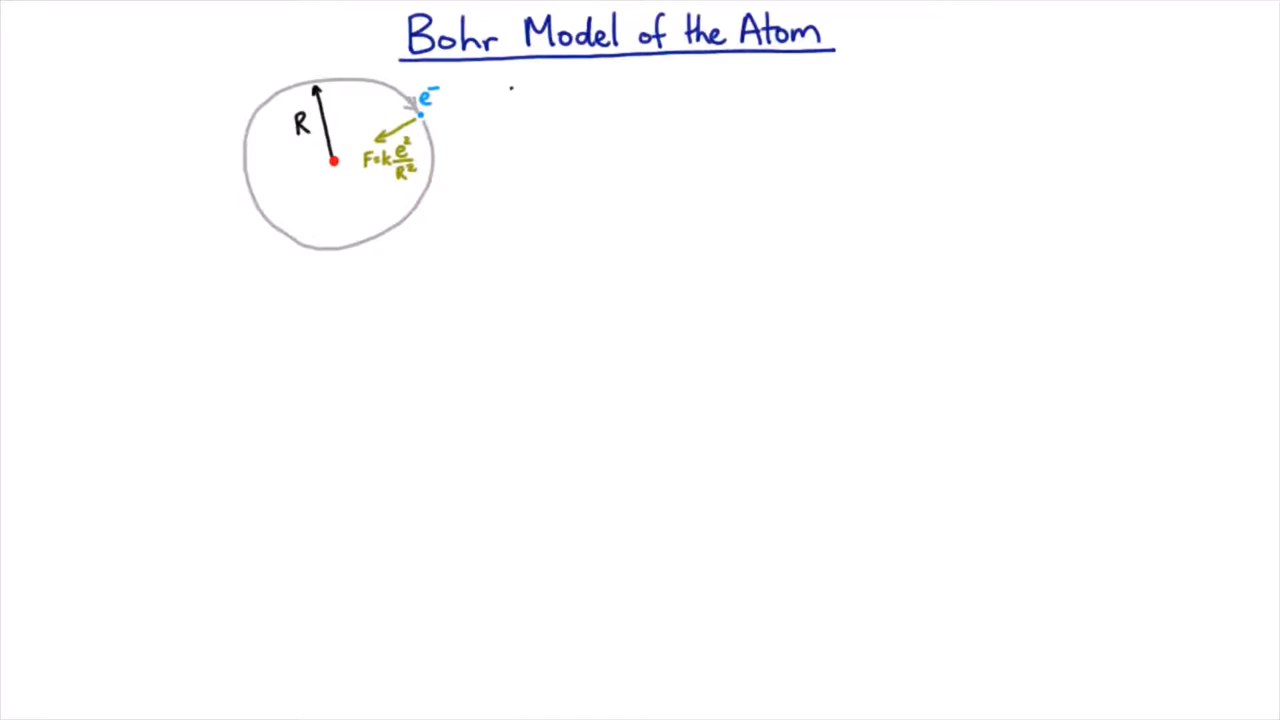 Bohr Model of the Atom
e⁻
R
F=k e²/R²